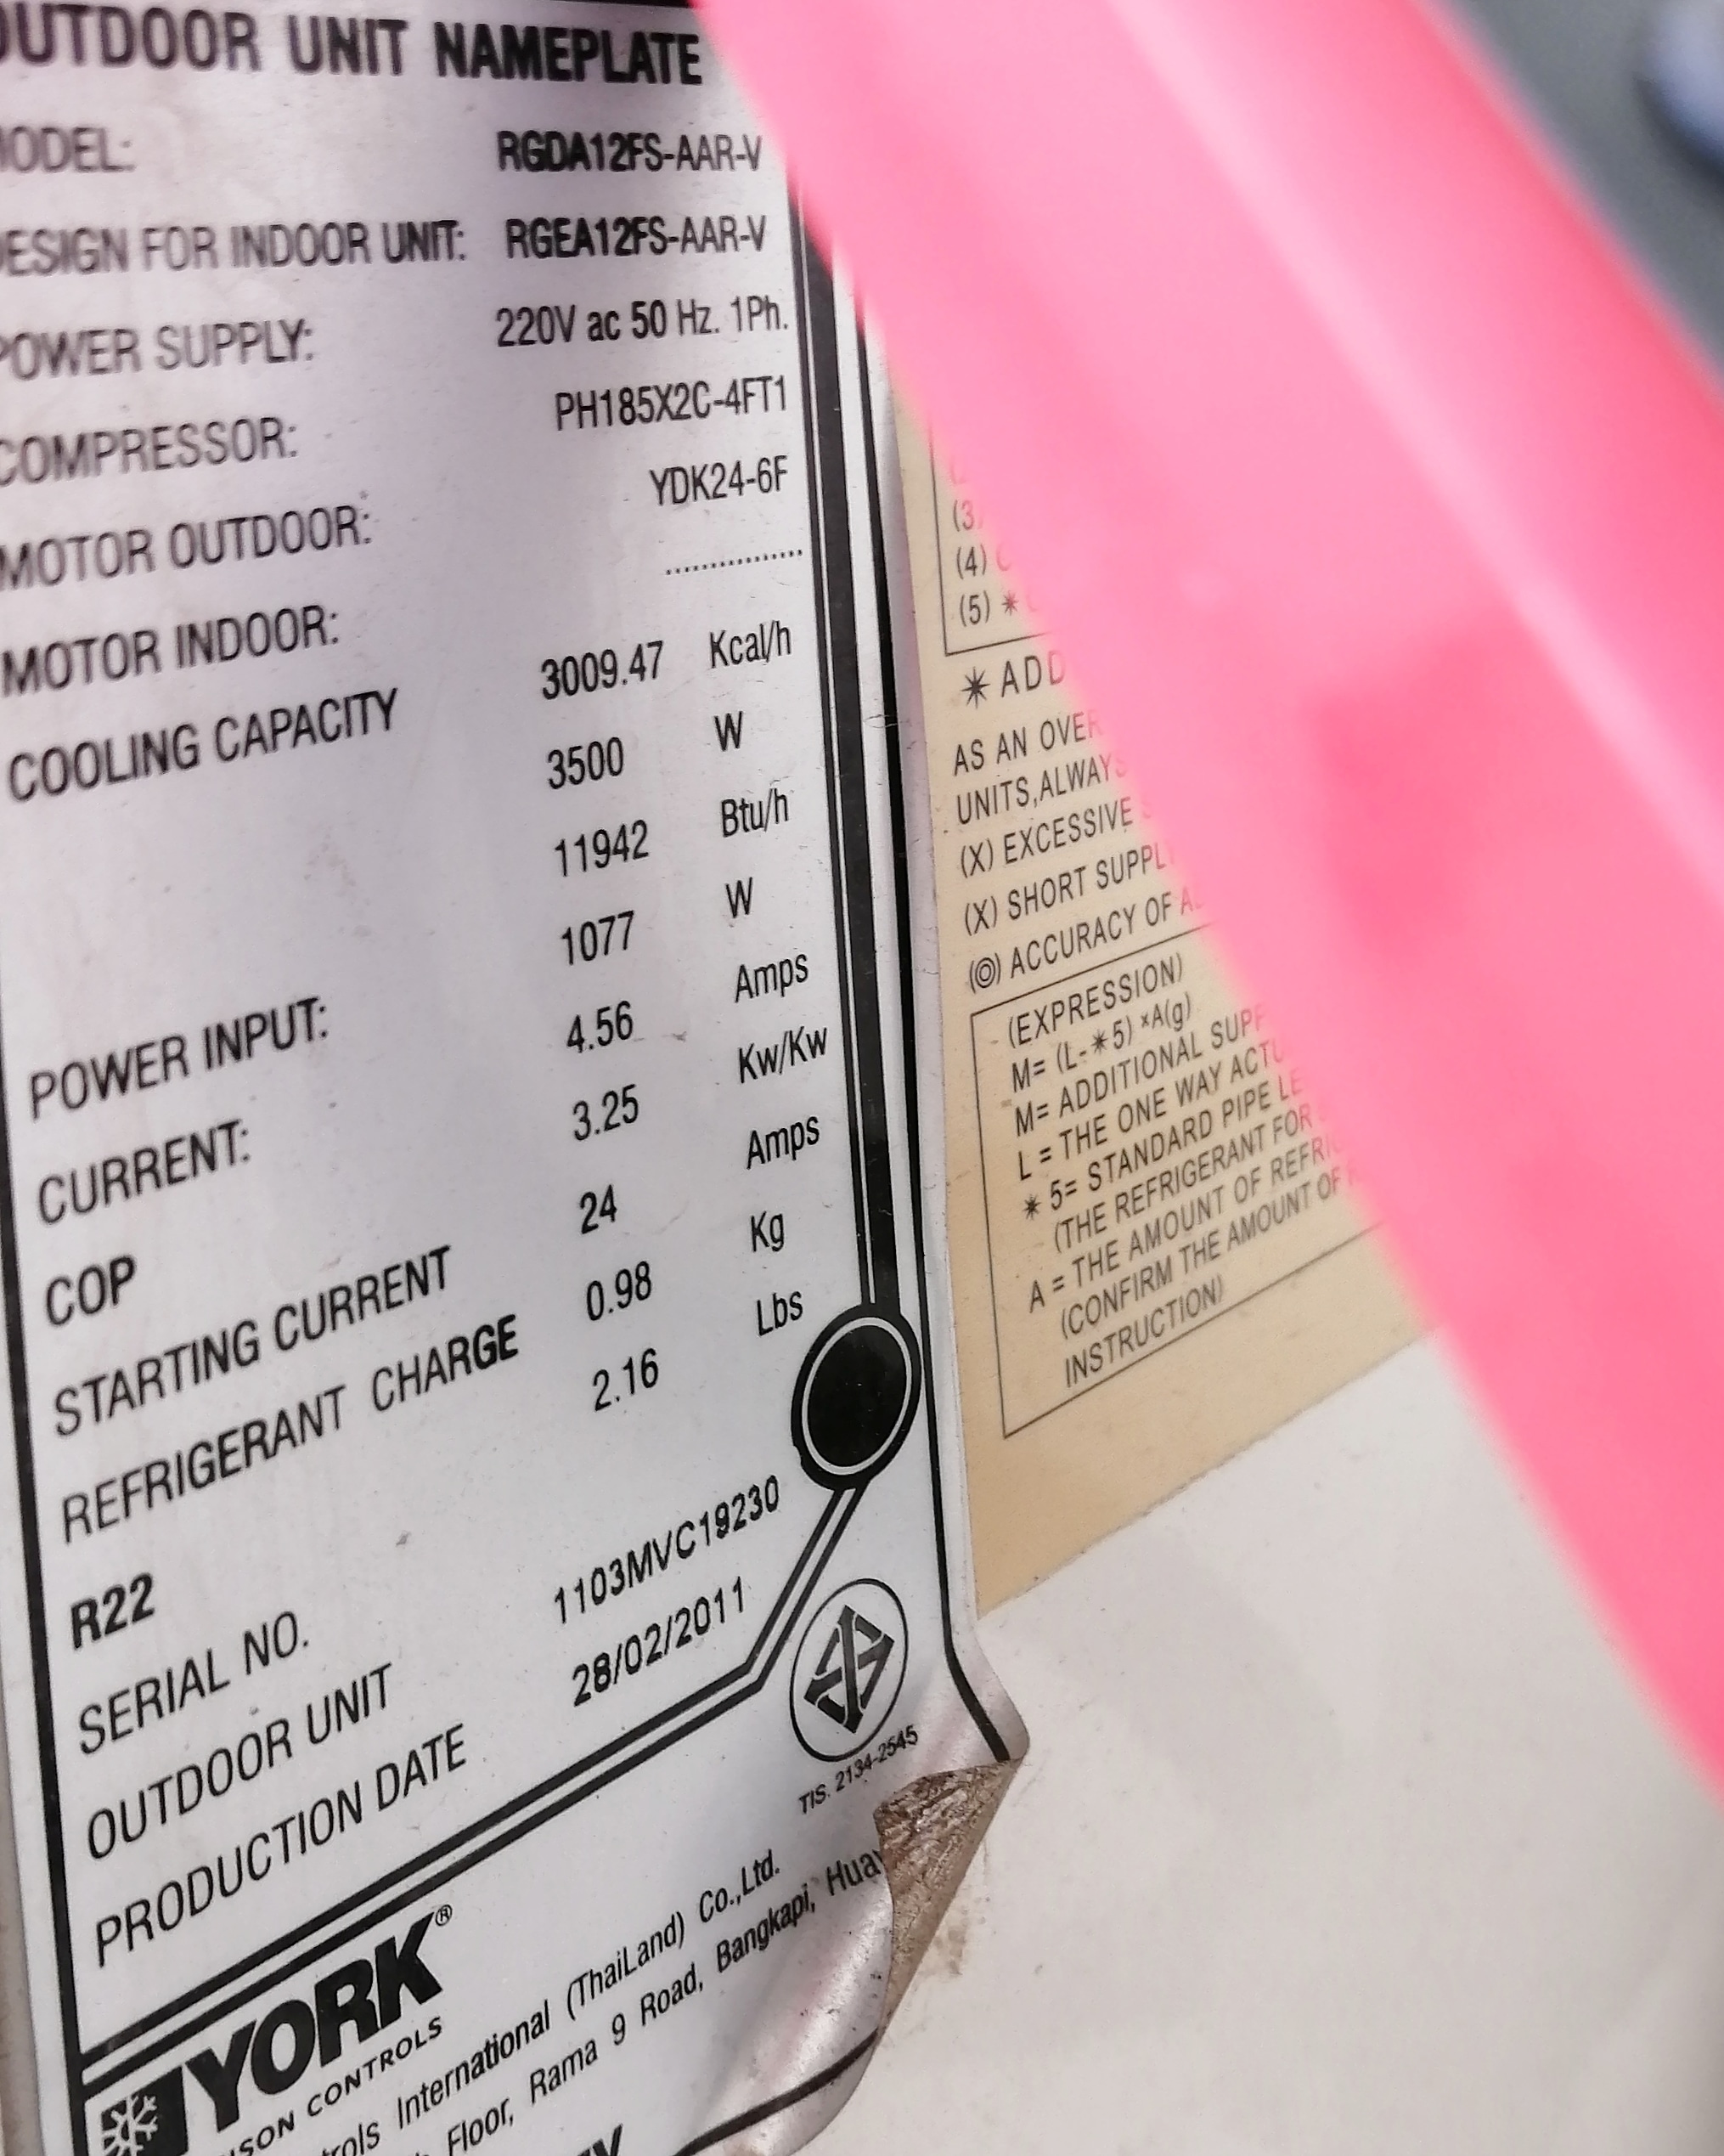 OUTDOOR UNIT NAMEPLATE
MODEL: RGDA12FS-AAR-V
DESIGN FOR INDOOR UNIT: RGEA12FS-AAR-V
POWER SUPPLY: 220V ac 50 Hz. 1Ph.
COMPRESSOR: PH185X2C-4FT1
MOTOR OUTDOOR: YDK24-6F
MOTOR INDOOR: ................
COOLING CAPACITY 3009.47 Kcal/h
3500 W
11942 Btu/h
POWER INPUT: 1077 W
CURRENT: 4.56 Amps
COP 3.25 Kw/Kw
STARTING CURRENT 24 Amps
REFRIGERANT CHARGE 0.98 Kg
R22 2.16 Lbs
SERIAL NO.
OUTDOOR UNIT 1103MVC19230
PRODUCTION DATE 28/02/2011
TIS. 2134-2545
YORK®
SON CONTROLS
rols International (ThaiLand) Co.,Ltd.
Floor, Rama 9 Road, Bangkapi, Hua
(3)
(4)
(5) ✴
✴ ADD
AS AN OVER
UNITS,ALWAYS
(X) EXCESSIVE
(X) SHORT SUPPL
(◎) ACCURACY OF
(EXPRESSION)
M= (L-✴5) ×A(g)
M= ADDITIONAL SUPP
L = THE ONE WAY ACTU
✴ 5= STANDARD PIPE LE
(THE REFRIGERANT FOR
A = THE AMOUNT OF REFRI
(CONFIRM THE AMOUNT OF
INSTRUCTION)